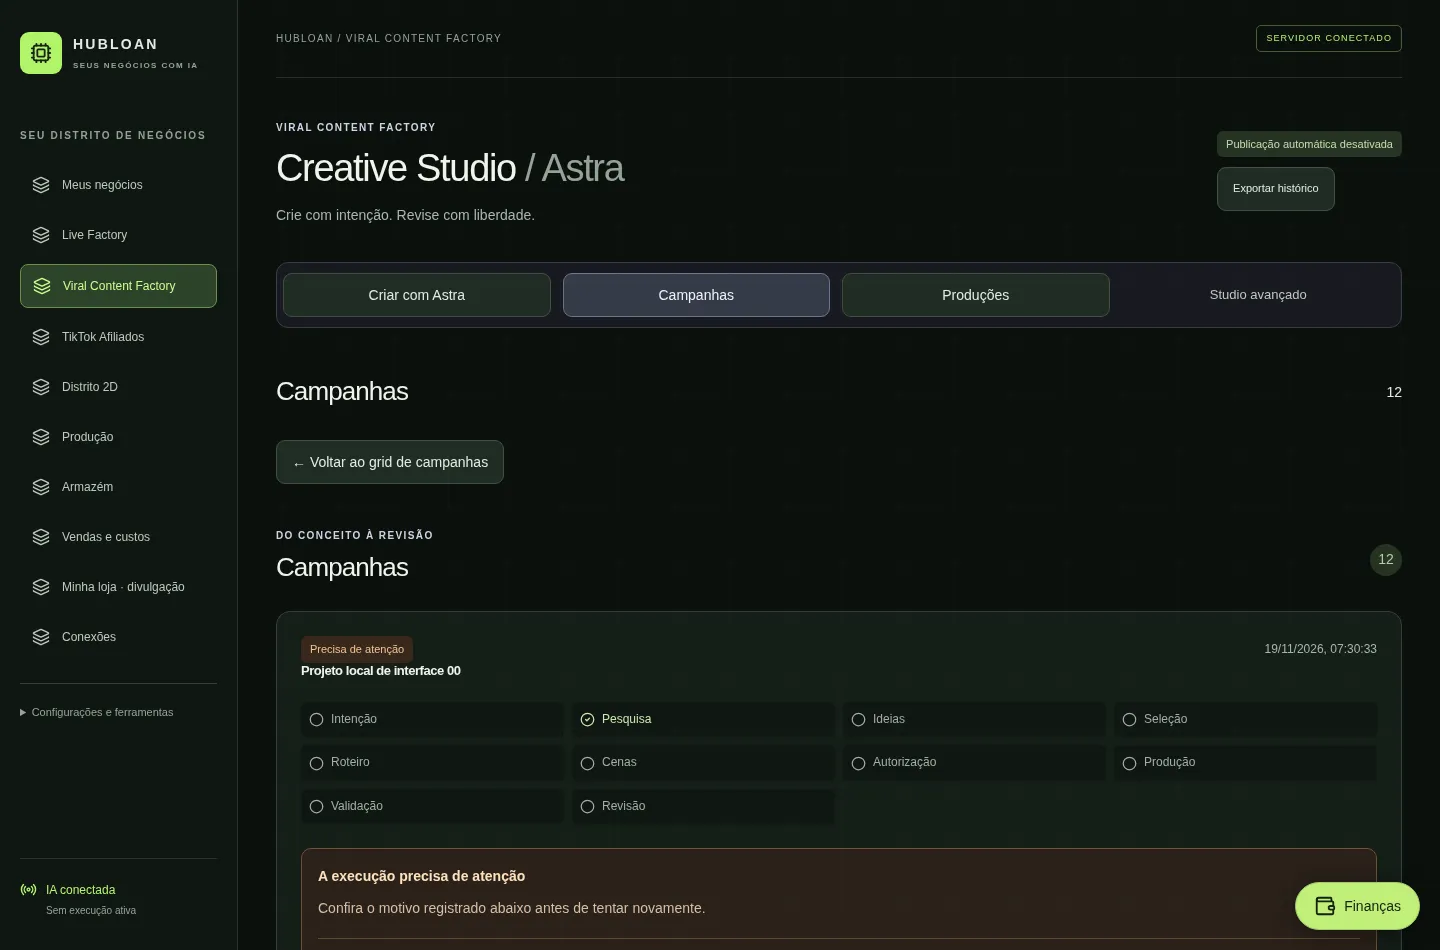 HUBLOAN
SEUS NEGÓCIOS COM IA
SEU DISTRITO DE NEGÓCIOS
Meus negócios
Live Factory
Viral Content Factory
TikTok Afiliados
Distrito 2D
Produção
Armazém
Vendas e custos
Minha loja · divulgação
Conexões
Configurações e ferramentas
IA conectada
Sem execução ativa
HUBLOAN / VIRAL CONTENT FACTORY
SERVIDOR CONECTADO
VIRAL CONTENT FACTORY
Creative Studio / Astra
Crie com intenção. Revise com liberdade.
Publicação automática desativada
Exportar histórico
Criar com Astra
Campanhas
Produções
Studio avançado
Campanhas
12
← Voltar ao grid de campanhas
DO CONCEITO À REVISÃO
Campanhas
12
Precisa de atenção
19/11/2026, 07:30:33
Projeto local de interface 00
Intenção
Pesquisa
Ideias
Seleção
Roteiro
Cenas
Autorização
Produção
Validação
Revisão
A execução precisa de atenção
Confira o motivo registrado abaixo antes de tentar novamente.
Finanças